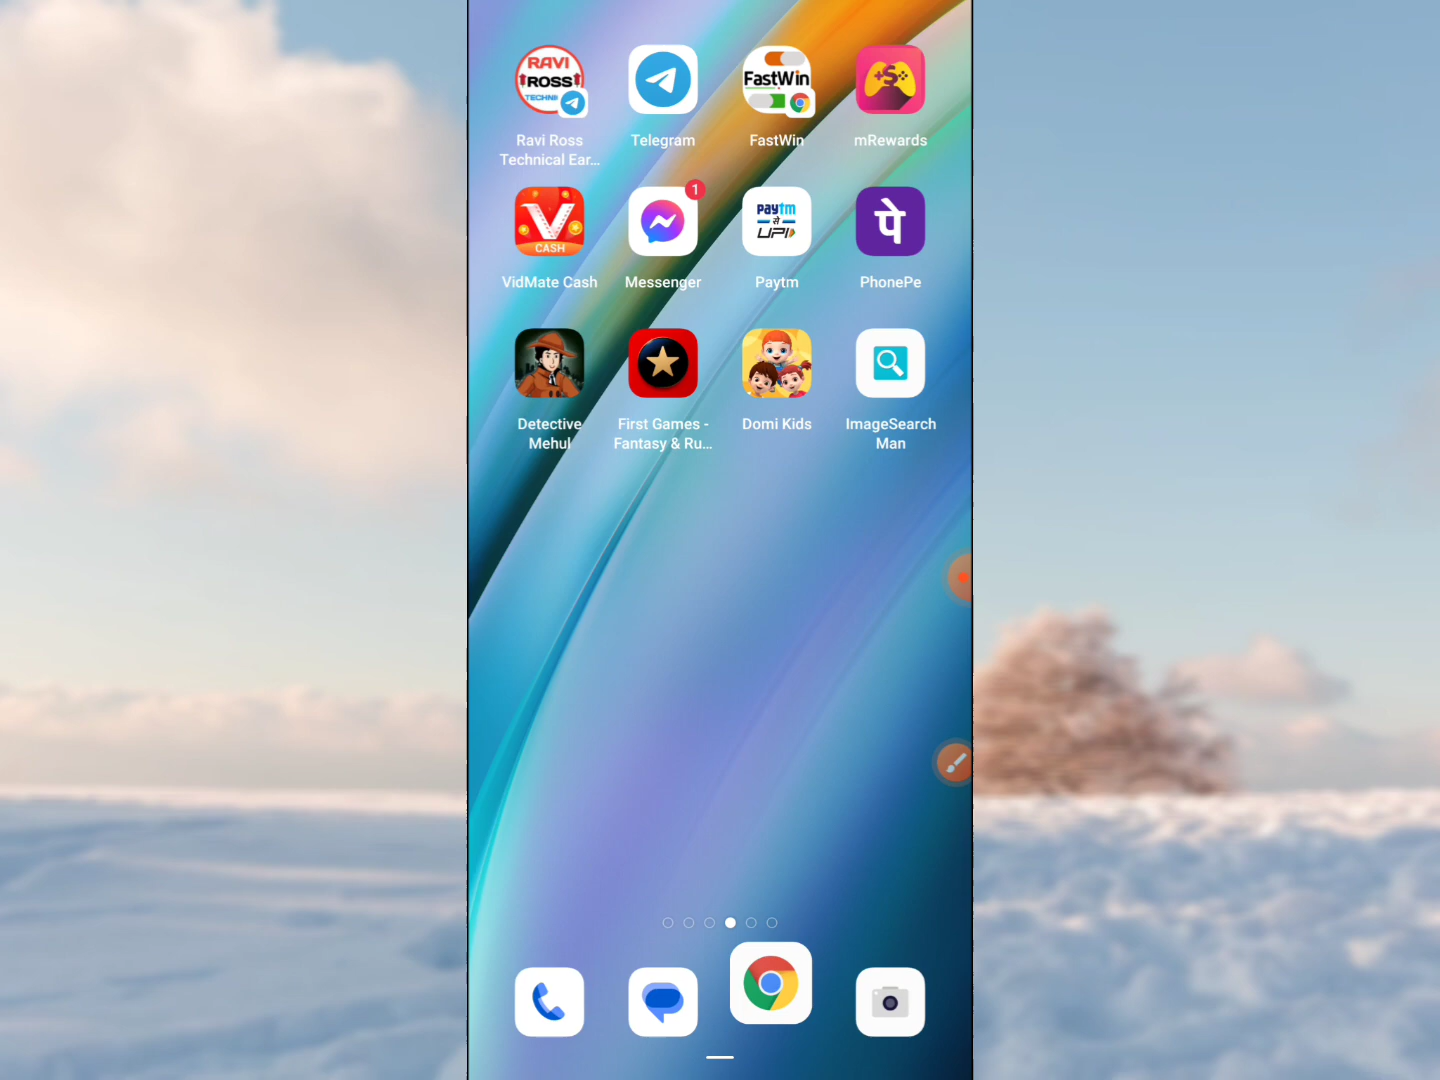 RAVI
ROSS
TECHNI
FastWin
Ravi Ross
Technical Ear...
Telegram
FastWin
mRewards
CASH
1
paytm
से
UPI
पे
VidMate Cash
Messenger
Paytm
PhonePe
Detective
Mehul
First Games -
Fantasy & Ru...
Domi Kids
ImageSearch
Man